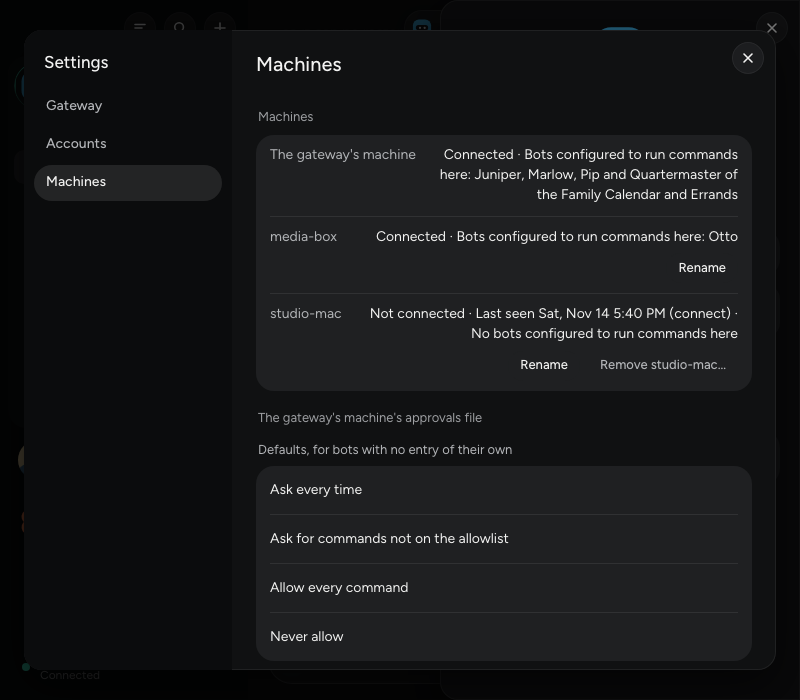 Settings
Gateway
Accounts
Machines
Machines
Machines
The gateway's machine
Connected · Bots configured to run commands
here: Juniper, Marlow, Pip and Quartermaster of
the Family Calendar and Errands
media-box
Connected · Bots configured to run commands here: Otto
Rename
studio-mac
Not connected · Last seen Sat, Nov 14 5:40 PM (connect) ·
No bots configured to run commands here
Rename
Remove studio-mac…
The gateway's machine's approvals file
Defaults, for bots with no entry of their own
Ask every time
Ask for commands not on the allowlist
Allow every command
Never allow
Connected